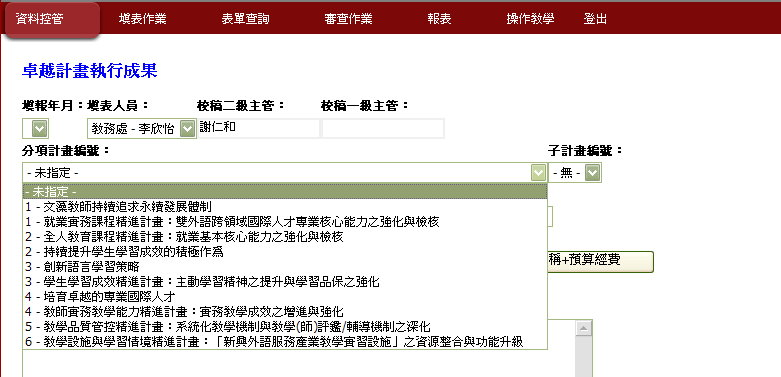 資料控管 填表作業 表單查詢 審查作業 報表 操作教學 登出
卓越計畫執行成果
填報年月： 填表人員： 校稿二級主管： 校稿一級主管：
教務處 - 李欣怡 謝仁和
分項計畫編號： 子計畫編號：
- 未指定 - - 無 -
- 未指定 -
1 - 文藻教師持續追求永續發展體制
1 - 就業實務課程精進計畫：雙外語跨領域國際人才專業核心能力之強化與檢核
2 - 全人教育課程精進計畫：就業基本核心能力之強化與檢核
2 - 持續提升學生學習成效的積極作為
3 - 創新語言學習策略
稱+預算經費
3 - 學生學習成效精進計畫：主動學習精神之提升與學習品保之強化
4 - 培育卓越的專業國際人才
4 - 教師實務教學能力精進計畫：實務教學成效之增進與強化
5 - 教學品質管控精進計畫：系統化教學機制與教學(師)評鑑/輔導機制之深化
6 - 教學設施與學習情境精進計畫：「新興外語服務產業教學實習設施」之資源整合與功能升級